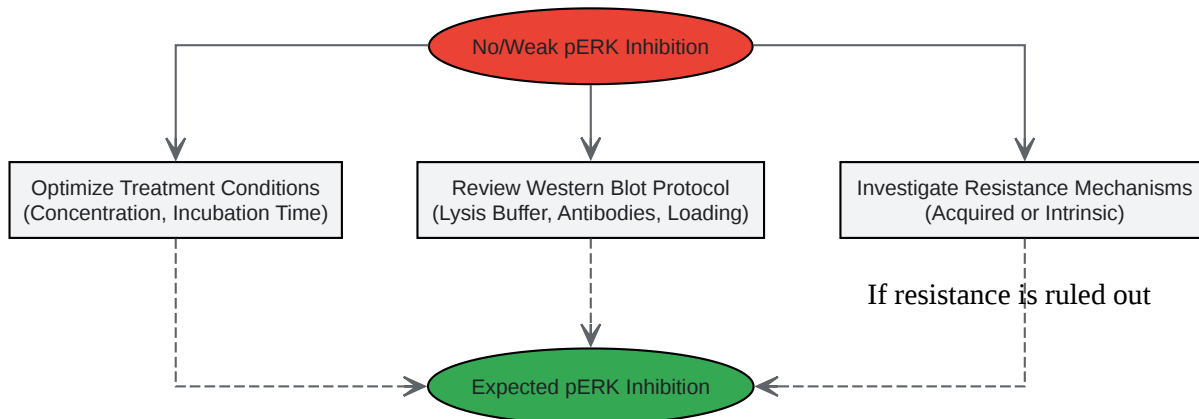 No/Weak pERK Inhibition
Optimize Treatment Conditions
(Concentration, Incubation Time)
Review Western Blot Protocol
(Lysis Buffer, Antibodies, Loading)
Investigate Resistance Mechanisms
(Acquired or Intrinsic)
If resistance is ruled out
Expected pERK Inhibition